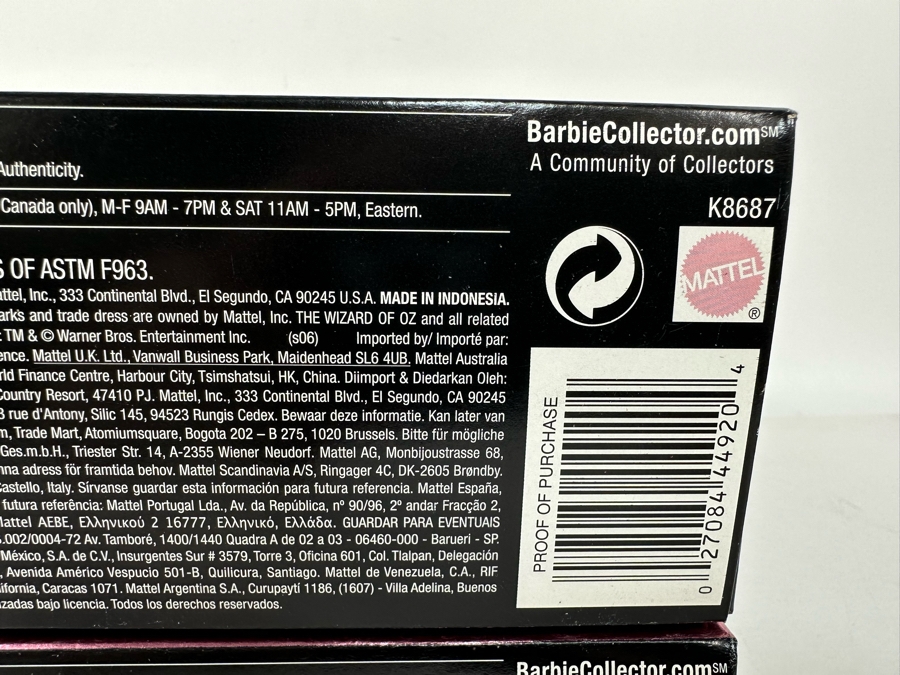 Authenticity.
Canada only), M-F 9AM - 7PM & SAT 11AM - 5PM, Eastern.
S OF ASTM F963.
attel, Inc., 333 Continental Blvd., El Segundo, CA 90245 U.S.A. MADE IN INDONESIA.
arks and trade dress are owned by Mattel, Inc. THE WIZARD OF OZ and all related
: TM & © Warner Bros. Entertainment Inc. (s06) Imported by/ Importé par:
ence. Mattel U.K. Ltd., Vanwall Business Park, Maidenhead SL6 4UB. Mattel Australia
rld Finance Centre, Harbour City, Tsimshatsui, HK, China. Diimport & Diedarkan Oleh:
Country Resort, 47410 PJ. Mattel, Inc., 333 Continental Blvd., El Segundo, CA 90245
3 rue d'Antony, Silic 145, 94523 Rungis Cedex. Bewaar deze informatie. Kan later van
m, Trade Mart, Atomiumsquare, Bogota 202 – B 275, 1020 Brussels. Bitte für mögliche
Ges.m.b.H., Triester Str. 14, A-2355 Wiener Neudorf. Mattel AG, Monbijoustrasse 68,
nna adress för framtida behov. Mattel Scandinavia A/S, Ringager 4C, DK-2605 Brøndby.
Castello, Italy. Sírvanse guardar esta información para futura referencia. Mattel España,
futura referência: Mattel Portugal Lda., Av. da República, nº 90/96, 2º andar Fracção 2,
Mattel AEBE, Ελληνικού 2 16777, Ελληνικό, Ελλάδα. GUARDAR PARA EVENTUAIS
.002/0004-72 Av. Tamboré, 1400/1440 Quadra A de 02 a 03 - 06460-000 - Barueri - SP.
México, S.A. de C.V., Insurgentes Sur # 3579, Torre 3, Oficina 601, Col. Tlalpan, Delegación
, Avenida Américo Vespucio 501-B, Quilicura, Santiago. Mattel de Venezuela, C.A., RIF
ifornia, Caracas 1071. Mattel Argentina S.A., Curupaytí 1186, (1607) - Villa Adelina, Buenos
izadas bajo licencia. Todos los derechos reservados.
BarbieCollector.com℠
A Community of Collectors
K8687
MATTEL
®
PROOF OF PURCHASE
0 27084 44920 4
BarbieCollector.com℠